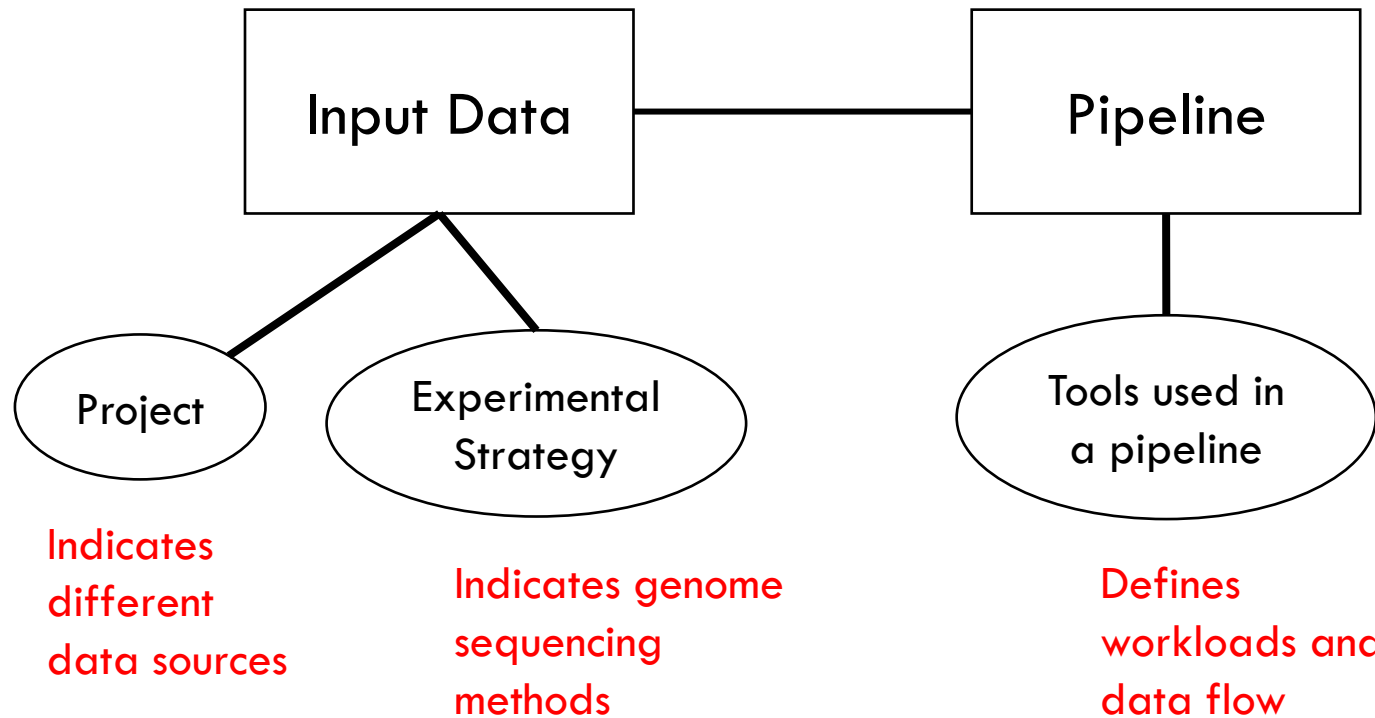 Input Data
Pipeline
Project
Experimental
Strategy
Tools used in
a pipeline
Indicates
different
data sources
Indicates genome
sequencing
methods
Defines
workloads and
data flow